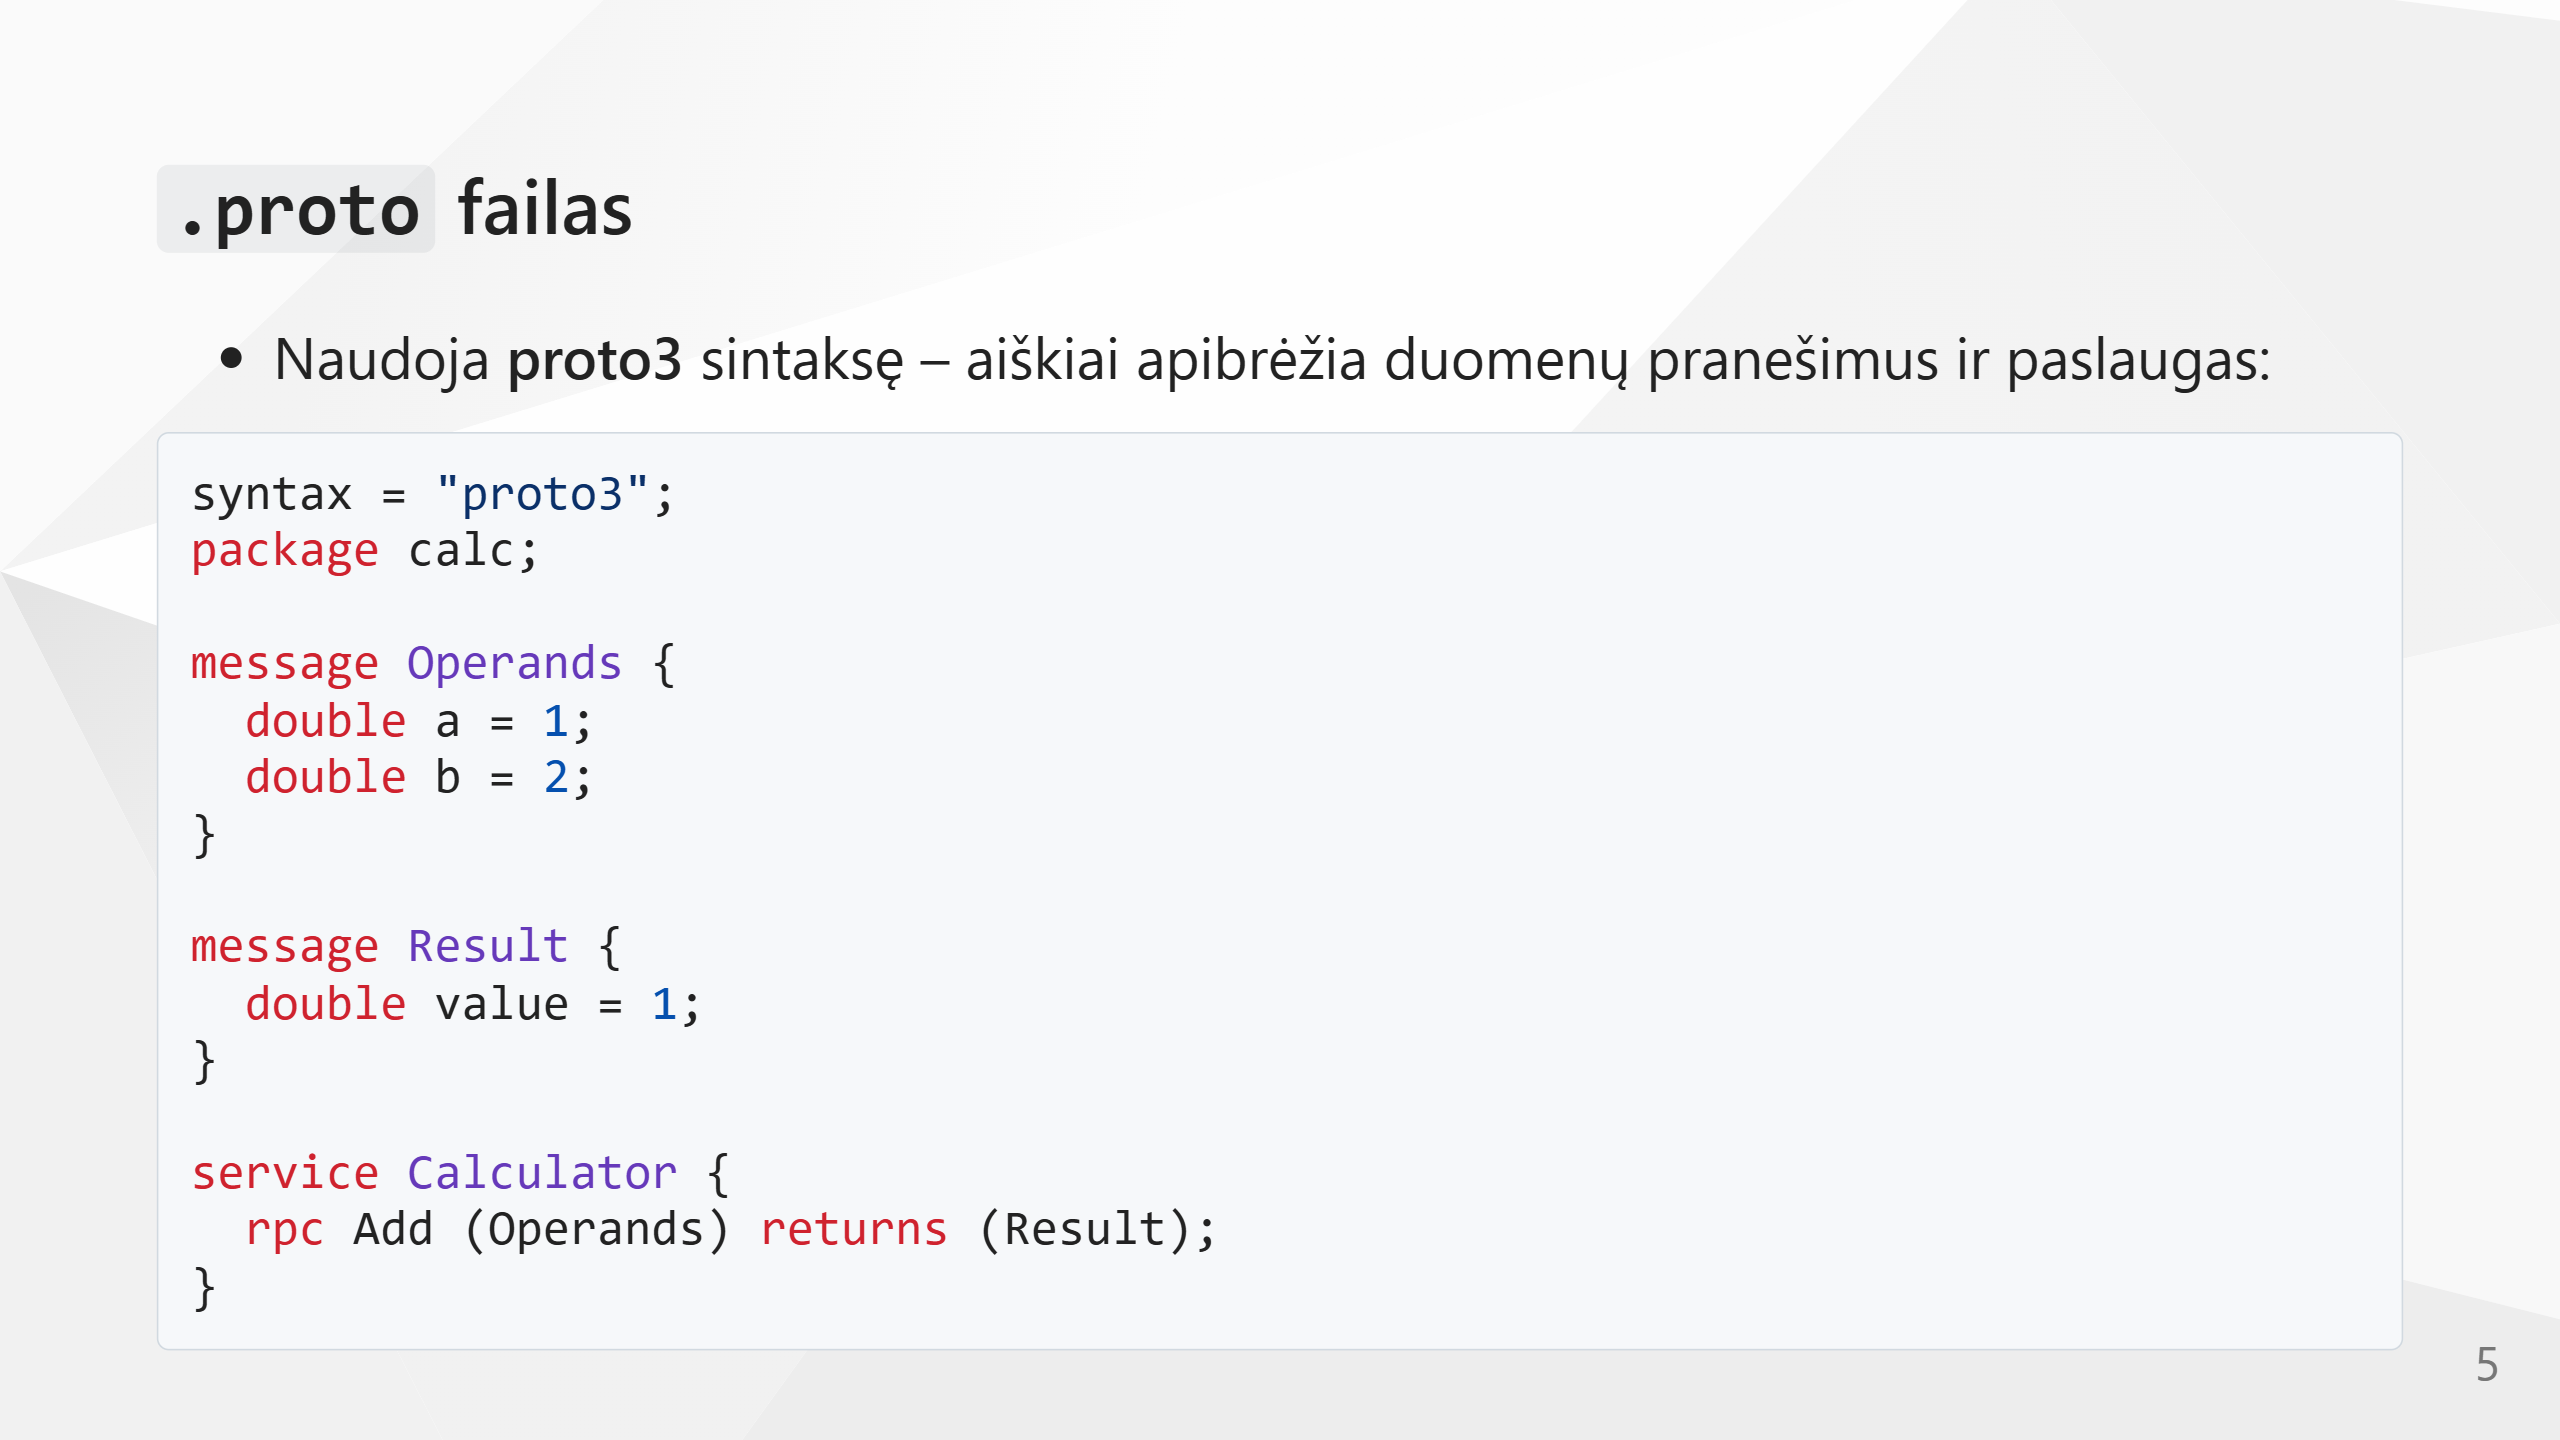 .proto failas
• Naudoja proto3 sintaksę – aiškiai apibrėžia duomenų pranešimus ir paslaugas:
syntax = "proto3";
package calc;
message Operands {
  double a = 1;
  double b = 2;
}
message Result {
  double value = 1;
}
service Calculator {
  rpc Add (Operands) returns (Result);
}
5